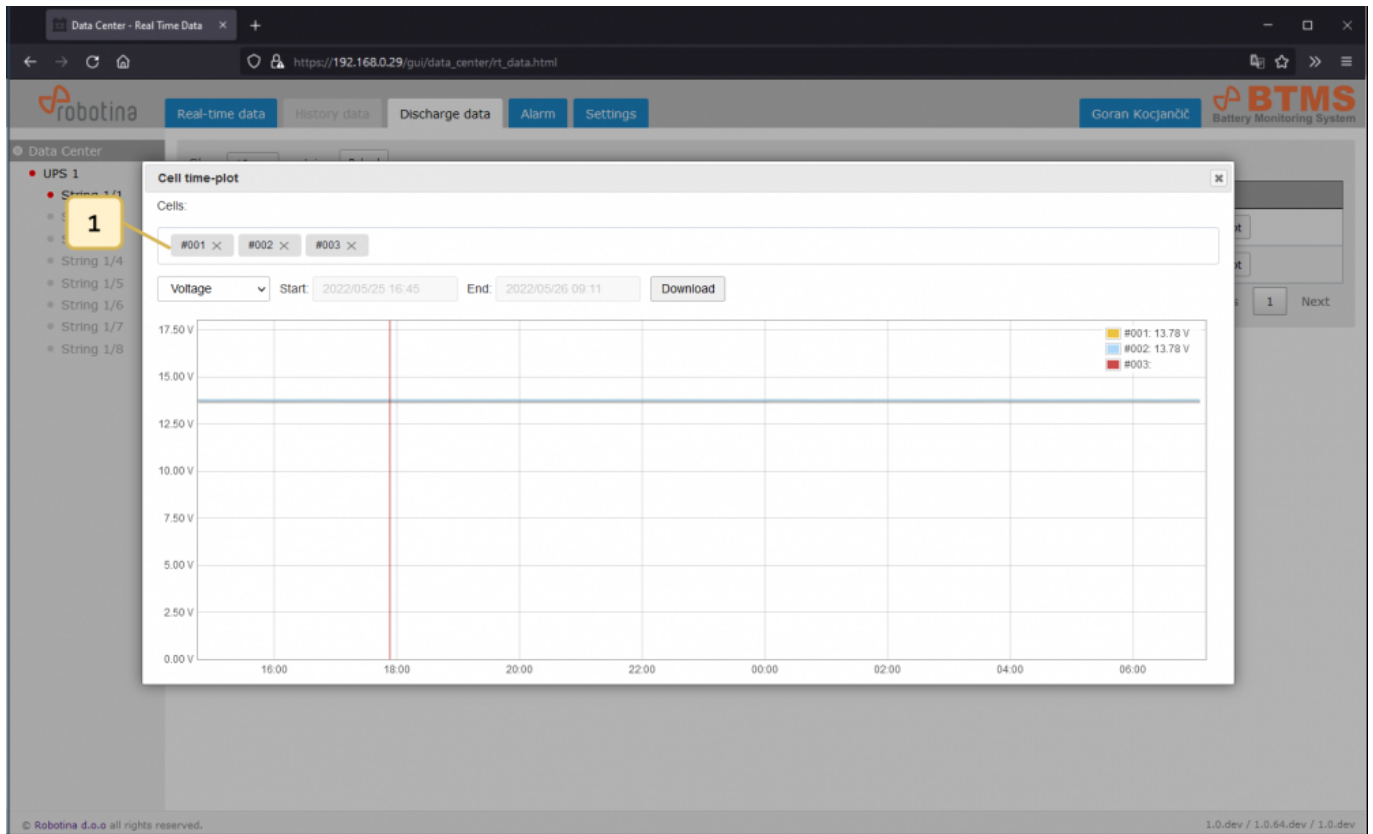 Data Center - Real Time Data
https://192.168.0.29/gui/data_center/rt_data.html
robotina
Real-time data History data Discharge data Alarm Settings Goran Kocjančič BTMS
Battery Monitoring System
Data Center
UPS 1
String 1/1
String 1/4
String 1/5
String 1/6
String 1/7
String 1/8
1 Next
Cell time-plot
Cells:
1
#001 #002 #003
Voltage Start: 2022/05/25 16:45 End: 2022/05/26 09:11 Download
17.50 V
15.00 V
12.50 V
10.00 V
7.50 V
5.00 V
2.50 V
0.00 V
#001: 13.78 V
#002: 13.78 V
#003:
16:00 18:00 20:00 22:00 00:00 02:00 04:00 06:00
© Robotina d.o.o all rights reserved. 1.0.dev / 1.0.64.dev / 1.0.dev